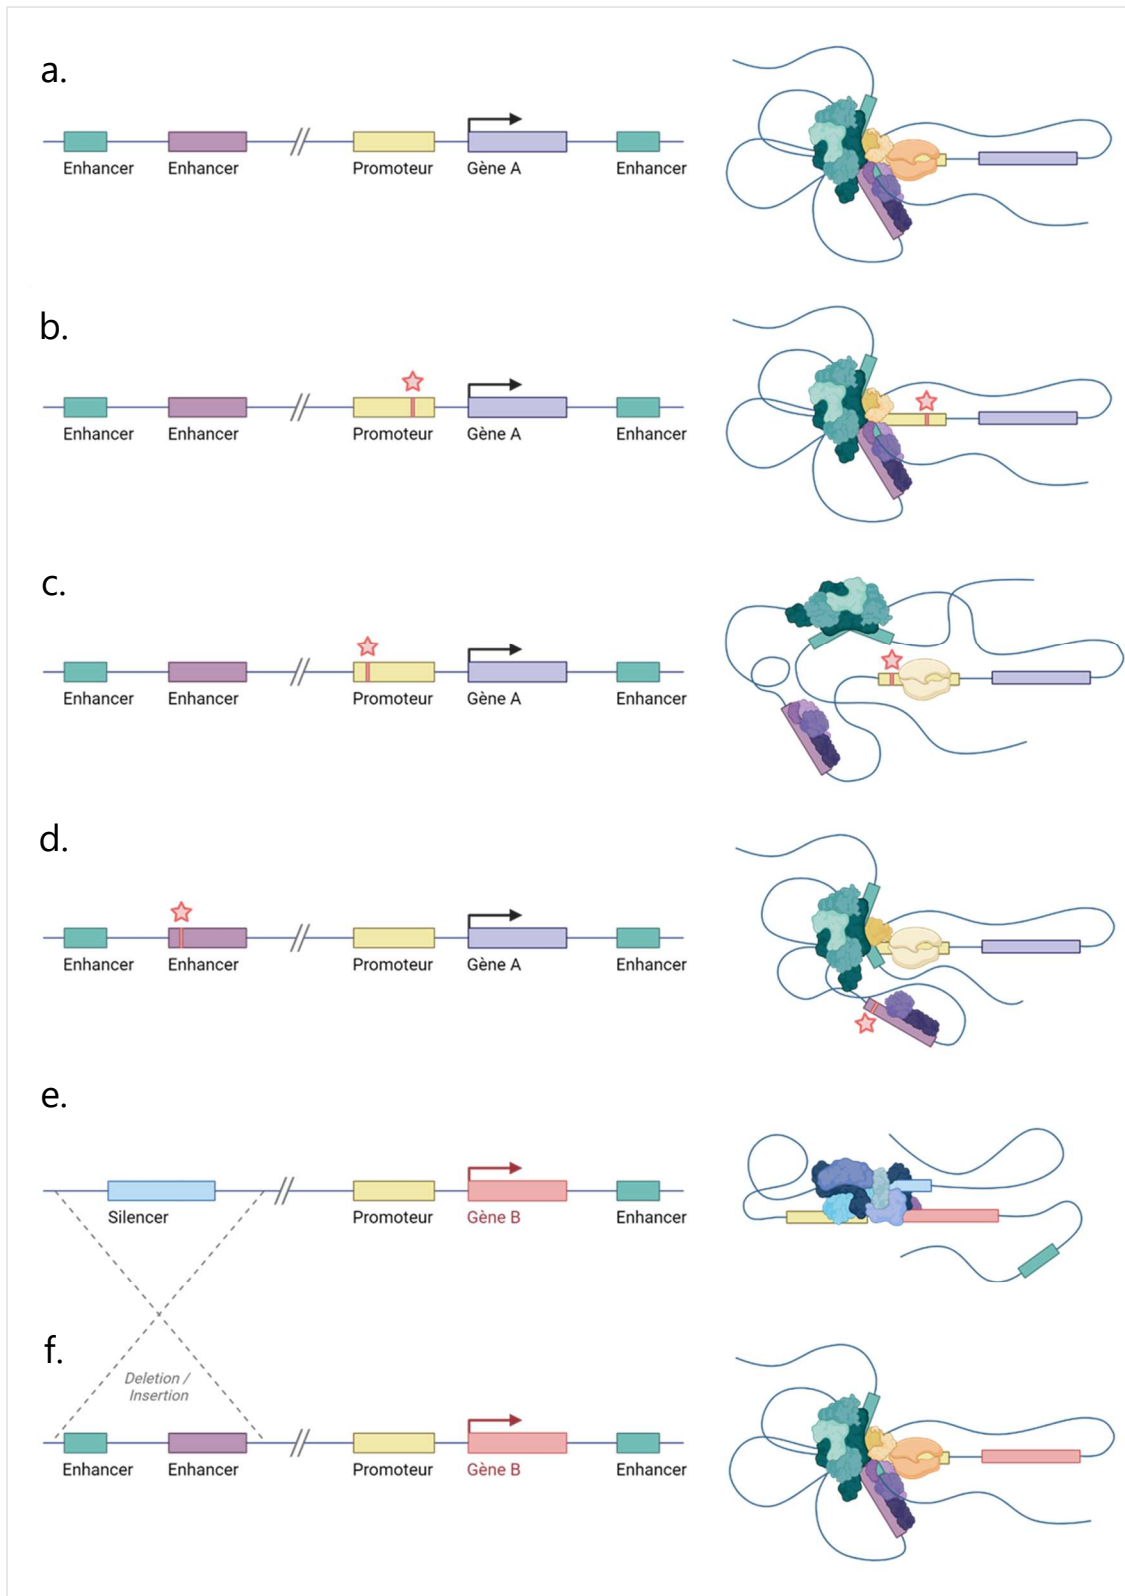 a.
Enhancer Enhancer Promoteur Gène A Enhancer
b.
Enhancer Enhancer Promoteur Gène A Enhancer
c.
Enhancer Enhancer Promoteur Gène A Enhancer
d.
Enhancer Enhancer Promoteur Gène A Enhancer
e.
Silencer Promoteur Gène B Enhancer
f.
Deletion /
Insertion
Enhancer Enhancer Promoteur Gène B Enhancer